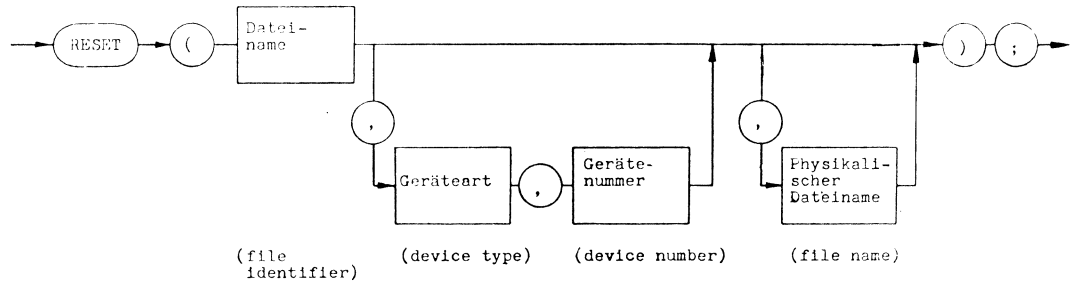 RESET ( Datei-
name ) ;
, ,
Geräteart , Geräte-
nummer
Physikali-
scher
Dateiname
(file
identifier) (device type) (device number) (file name)